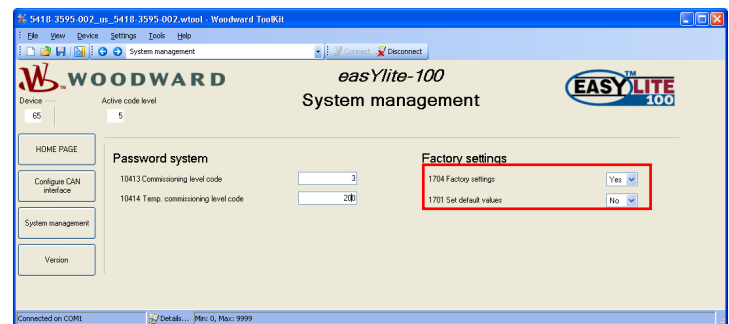 5418-3595-002_us_5418-3595-002.wtool - Woodward ToolKit
File View Device Settings Tools Help
System management Connect Disconnect
WOODWARD
easYlite-100
System management
EASYLITE™
100
Device
Active code level
65
5
HOME PAGE
Configure CAN
interface
System management
Version
Password system
10413 Commissioning level code 3
10414 Temp. commissioning level code 200
Factory settings
1704 Factory settings Yes
1701 Set default values No
Connected on COM1 Details... Min: 0, Max: 9999